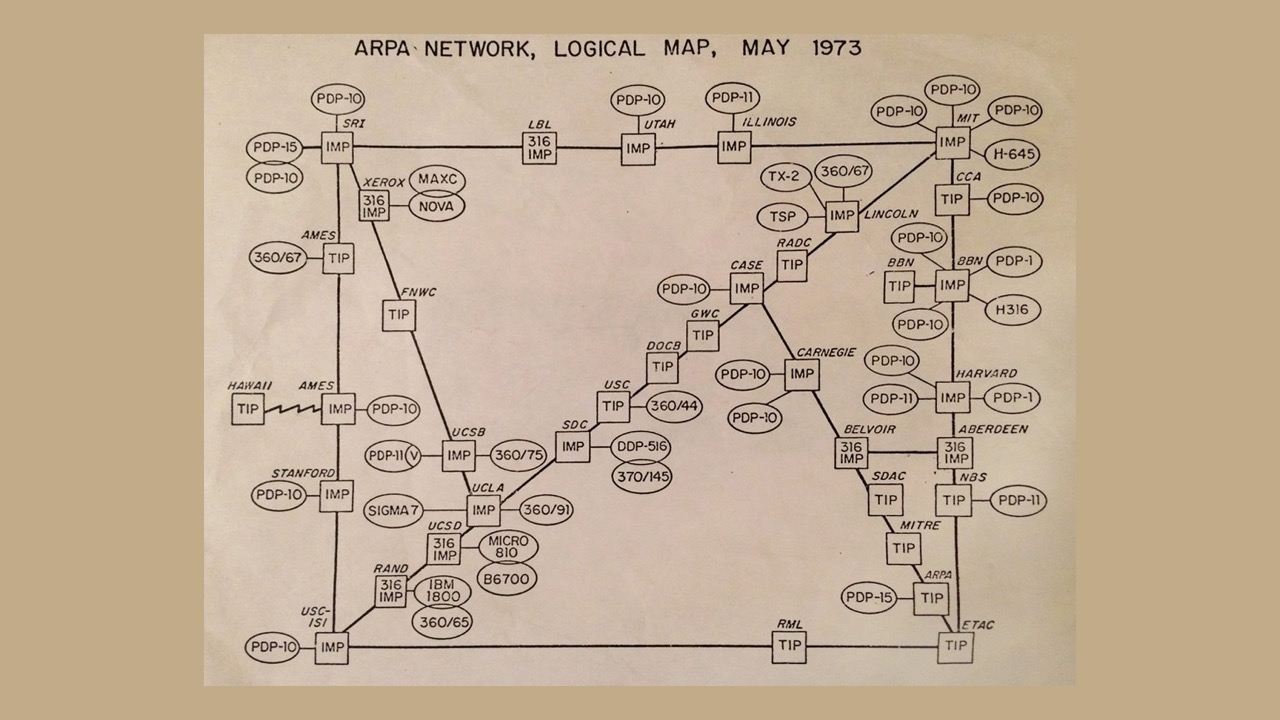 ARPA NETWORK, LOGICAL MAP, MAY 1973
PDP-10
PDP-10
PDP-11
PDP-10
PDP-10
PDP-10
SRI
LBL
UTAH
ILLINOIS
MIT
PDP-15
IMP
316
IMP
IMP
IMP
IMP
H-645
PDP-10
XEROX
MAXC
316
IMP
NOVA
TX-2
360/67
CCA
TIP
PDP-10
TSP
IMP
LINCOLN
AMES
360/67
TIP
RADC
TIP
PDP-10
BBN
TIP
BBN
IMP
PDP-1
H316
PDP-10
CASE
PDP-10
IMP
FNWC
TIP
GWC
TIP
DOCB
TIP
CARNEGIE
PDP-10
IMP
PDP-10
PDP-10
HARVARD
PDP-11
IMP
PDP-1
HAWAII
TIP
AMES
IMP
PDP-10
USC
TIP
360/44
SDC
IMP
DDP-516
370/145
BELVOIR
316
IMP
ABERDEEN
316
IMP
UCSB
PDP-11
V
IMP
360/75
STANFORD
PDP-10
IMP
UCLA
SIGMA 7
IMP
360/91
SDAC
TIP
NBS
TIP
PDP-11
UCSD
316
IMP
MICRO
810
B6700
MITRE
TIP
RAND
316
IMP
IBM
1800
360/65
ARPA
PDP-15
TIP
USC-
ISI
PDP-10
IMP
RML
TIP
ETAC
TIP